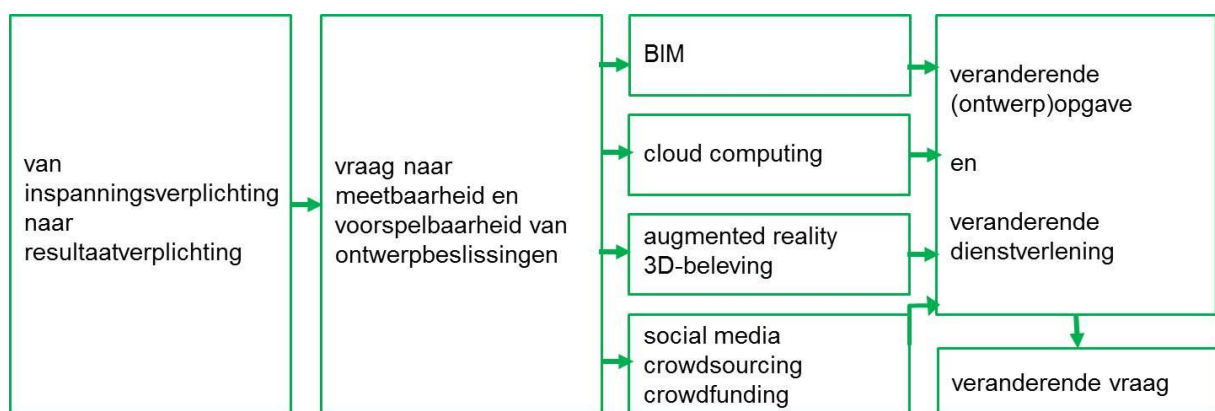 van
inspanningsverplichting
naar
resultaatverplichting
vraag naar
meetbaarheid en
voorspelbaarheid van
ontwerpbeslissingen
BIM
cloud computing
augmented reality
3D-beleving
social media
crowdsourcing
crowdfunding
veranderende
(ontwerp)opgave
en
veranderende
dienstverlening
veranderende vraag